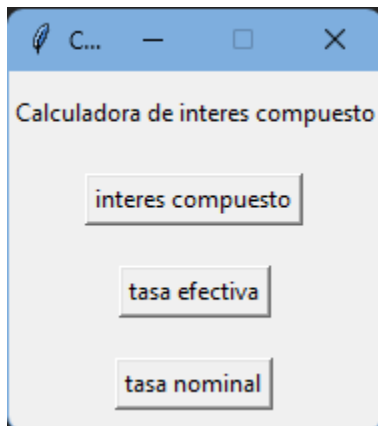 C...
Calculadora de interes compuesto
interes compuesto
tasa efectiva
tasa nominal